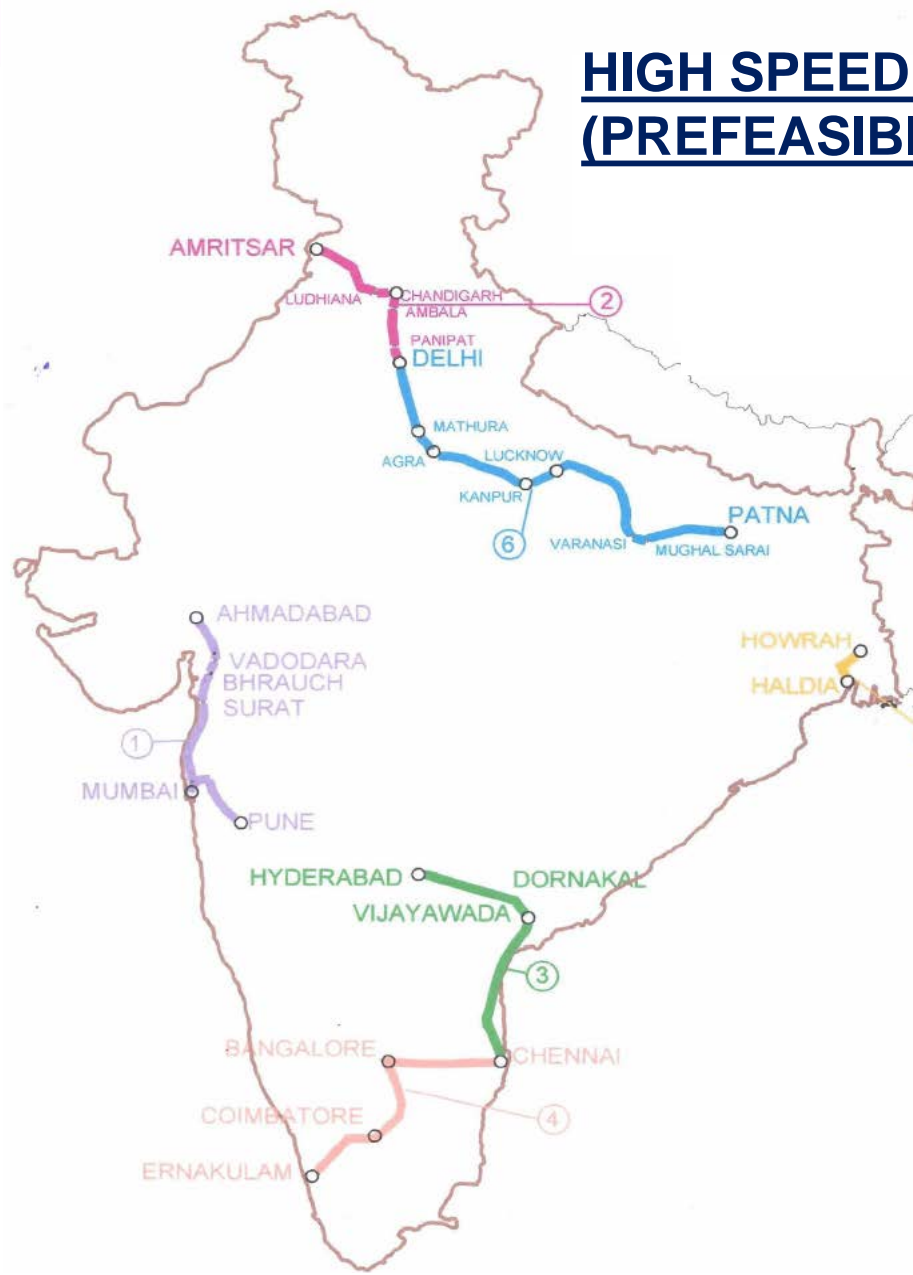 HIGH SPEED
(PREFEASIB
AMRITSAR
LUDHIANA
CHANDIGARH
AMBALA
2
PANIPAT
DELHI
MATHURA
AGRA
LUCKNOW
KANPUR
6
VARANASI
MUGHAL SARAI
PATNA
AHMADABAD
VADODARA
BHRAUCH
SURAT
1
MUMBAI
PUNE
HOWRAH
HALDIA
HYDERABAD
DORNAKAL
VIJAYAWADA
3
BANGALORE
CHENNAI
COIMBATORE
4
ERNAKULAM